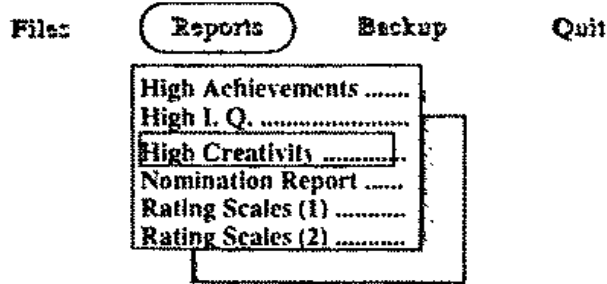 Files Reports Backup Quit
High Achievements .......
High I. Q. ........................
High Creativity ..............
Nomination Report ......
Rating Scales (1) ............
Rating Scales (2) ............